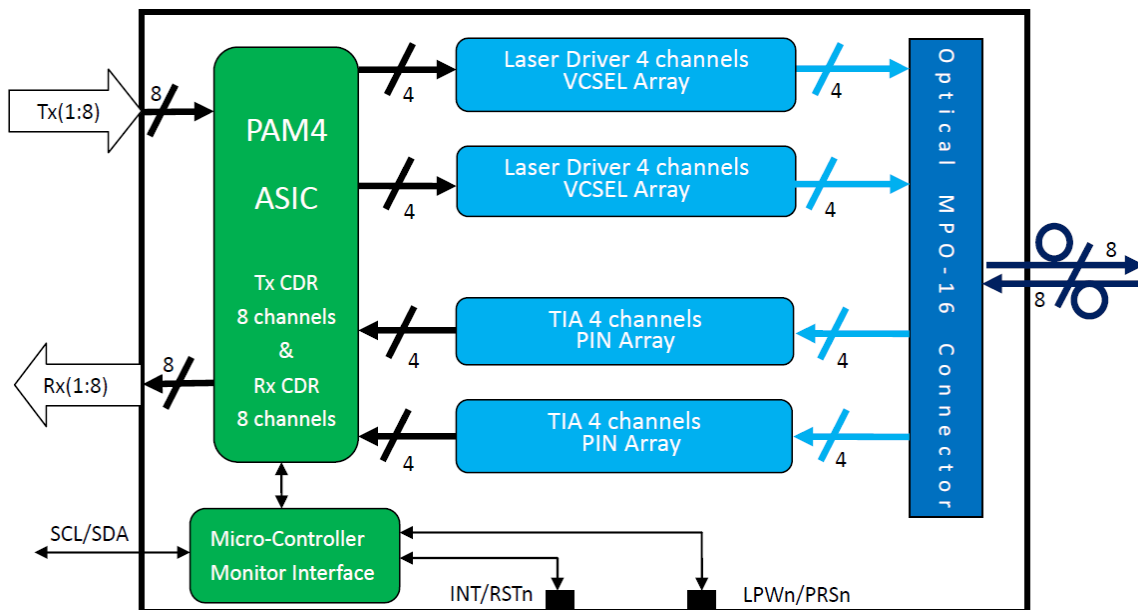 Tx(1:8)
8
PAM4
ASIC
Tx CDR
8 channels
&
Rx CDR
8 channels
4
Laser Driver 4 channels
VCSEL Array
4
4
Laser Driver 4 channels
VCSEL Array
4
4
TIA 4 channels
PIN Array
4
4
TIA 4 channels
PIN Array
4
Optical MPO-16 Connector
8
8
Rx(1:8)
8
SCL/SDA
Micro-Controller
Monitor Interface
INT/RSTn
LPWn/PRSn